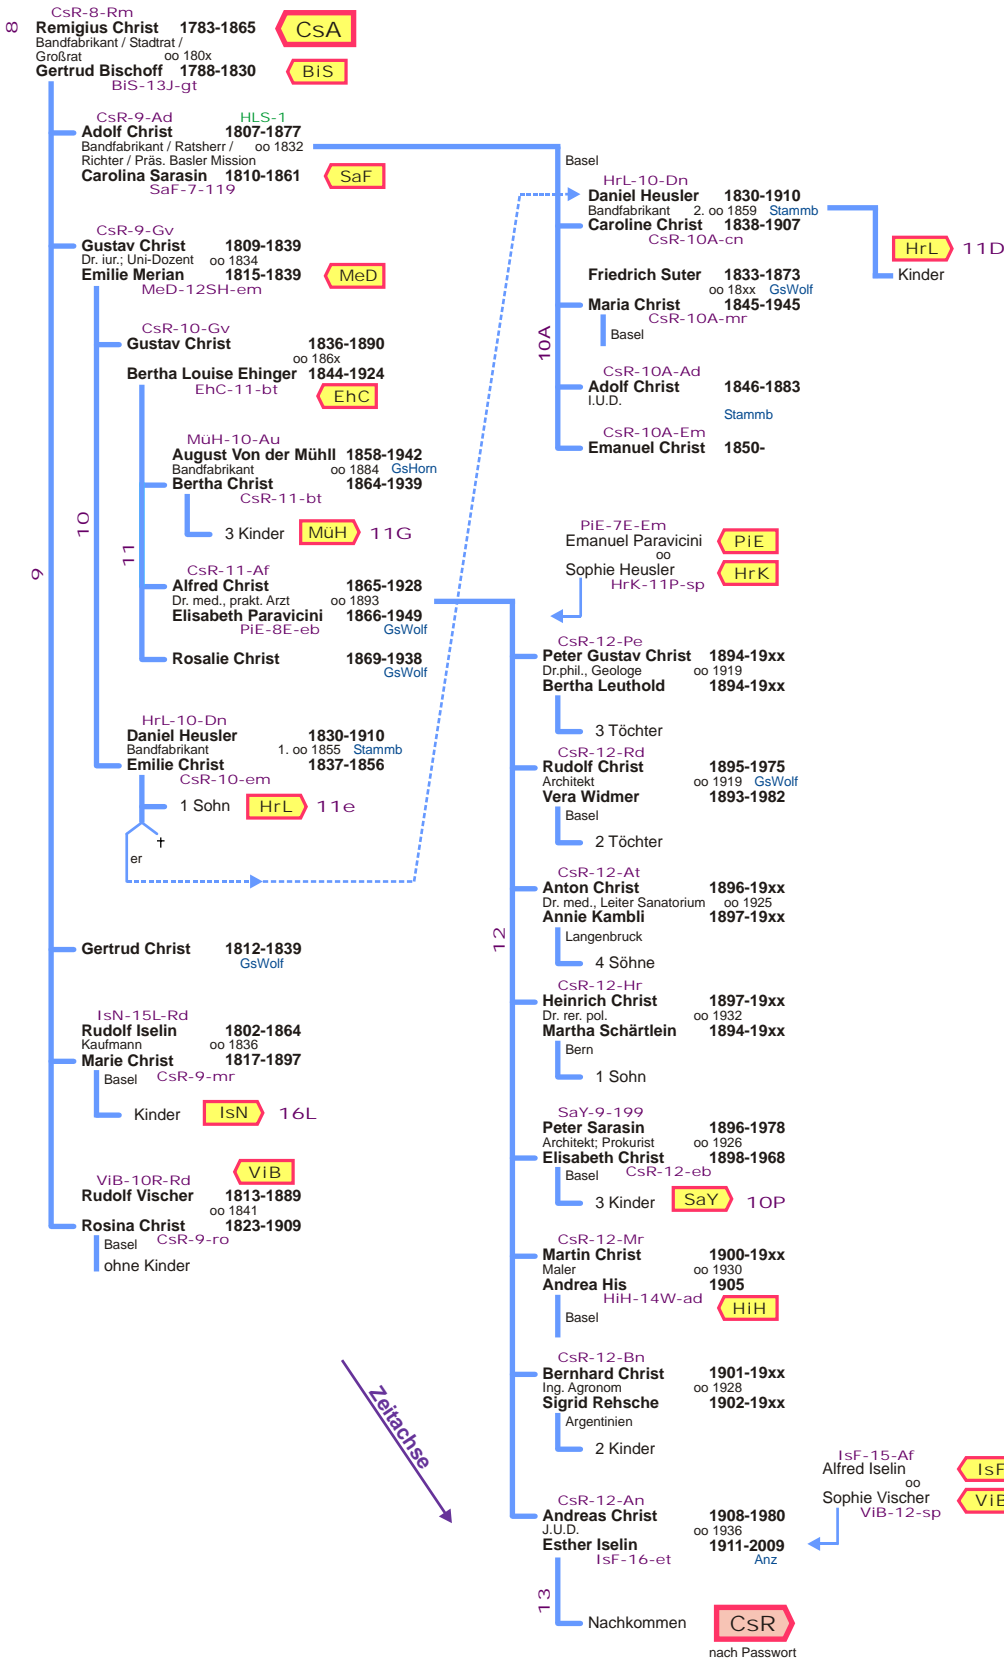 8
CsR-8-Rm
Remigius Christ 1783-1865
CsA
Bandfabrikant / Stadtrat /
Großrat oo 180x
Gertrud Bischoff 1788-1830
BiS
BiS-13J-gt
9
CsR-9-Ad HLS-1
Adolf Christ 1807-1877
Bandfabrikant / Ratsherr / oo 1832
Richter / Präs. Basler Mission
Carolina Sarasin 1810-1861
SaF
SaF-7-119
CsR-9-Gv
Gustav Christ 1809-1839
Dr. iur.; Uni-Dozent oo 1834
Emilie Merian 1815-1839
MeD
MeD-12SH-em
10
CsR-10-Gv
Gustav Christ 1836-1890
oo 186x
Bertha Louise Ehinger 1844-1924
EhC-11-bt
EhC
11
MüH-10-Au
August Von der Mühll 1858-1942
Bandfabrikant oo 1884 GsHorn
Bertha Christ 1864-1939
CsR-11-bt
3 Kinder MüH 11G
CsR-11-Af
Alfred Christ 1865-1928
Dr. med., prakt. Arzt oo 1893
Elisabeth Paravicini 1866-1949
PiE-8E-eb GsWolf
Rosalie Christ 1869-1938
GsWolf
HrL-10-Dn
Daniel Heusler 1830-1910
Bandfabrikant 1. oo 1855 Stammb
Emilie Christ 1837-1856
CsR-10-em
1 Sohn HrL 11e
†
er
Gertrud Christ 1812-1839
GsWolf
IsN-15L-Rd
Rudolf Iselin 1802-1864
Kaufmann oo 1836
Marie Christ 1817-1897
Basel CsR-9-mr
Kinder IsN 16L
ViB
ViB-10R-Rd
Rudolf Vischer 1813-1889
oo 1841
Rosina Christ 1823-1909
Basel CsR-9-ro
ohne Kinder
Zeitachse
10A
Basel
HrL-10-Dn
Daniel Heusler 1830-1910
Bandfabrikant 2. oo 1859 Stammb
Caroline Christ 1838-1907
CsR-10A-cn
HrL 11D
Kinder
Friedrich Suter 1833-1873
oo 18xx GsWolf
Maria Christ 1845-1945
CsR-10A-mr
Basel
CsR-10A-Ad
Adolf Christ 1846-1883
I.U.D.
Stammb
CsR-10A-Em
Emanuel Christ 1850-
PiE-7E-Em
Emanuel Paravicini
PiE
oo
Sophie Heusler
HrK
HrK-11P-sp
12
CsR-12-Pe
Peter Gustav Christ 1894-19xx
Dr.phil., Geologe oo 1919
Bertha Leuthold 1894-19xx
3 Töchter
CsR-12-Rd
Rudolf Christ 1895-1975
Architekt oo 1919 GsWolf
Vera Widmer 1893-1982
Basel
2 Töchter
CsR-12-At
Anton Christ 1896-19xx
Dr. med., Leiter Sanatorium oo 1925
Annie Kambli 1897-19xx
Langenbruck
4 Söhne
CsR-12-Hr
Heinrich Christ 1897-19xx
Dr. rer. pol. oo 1932
Martha Schärtlein 1894-19xx
Bern
1 Sohn
SaY-9-199
Peter Sarasin 1896-1978
Architekt; Prokurist oo 1926
Elisabeth Christ 1898-1968
Basel CsR-12-eb
3 Kinder SaY 10P
CsR-12-Mr
Martin Christ 1900-19xx
Maler oo 1930
Andrea His 1905
HiH-14W-ad
HiH
Basel
CsR-12-Bn
Bernhard Christ 1901-19xx
Ing. Agronom oo 1928
Sigrid Rehsche 1902-19xx
Argentinien
2 Kinder
IsF-15-Af
Alfred Iselin
IsF
oo
Sophie Vischer
ViB
ViB-12-sp
CsR-12-An
Andreas Christ 1908-1980
J.U.D. oo 1936
Esther Iselin 1911-2009
IsF-16-et Anz
13
Nachkommen CsR
nach Passwort